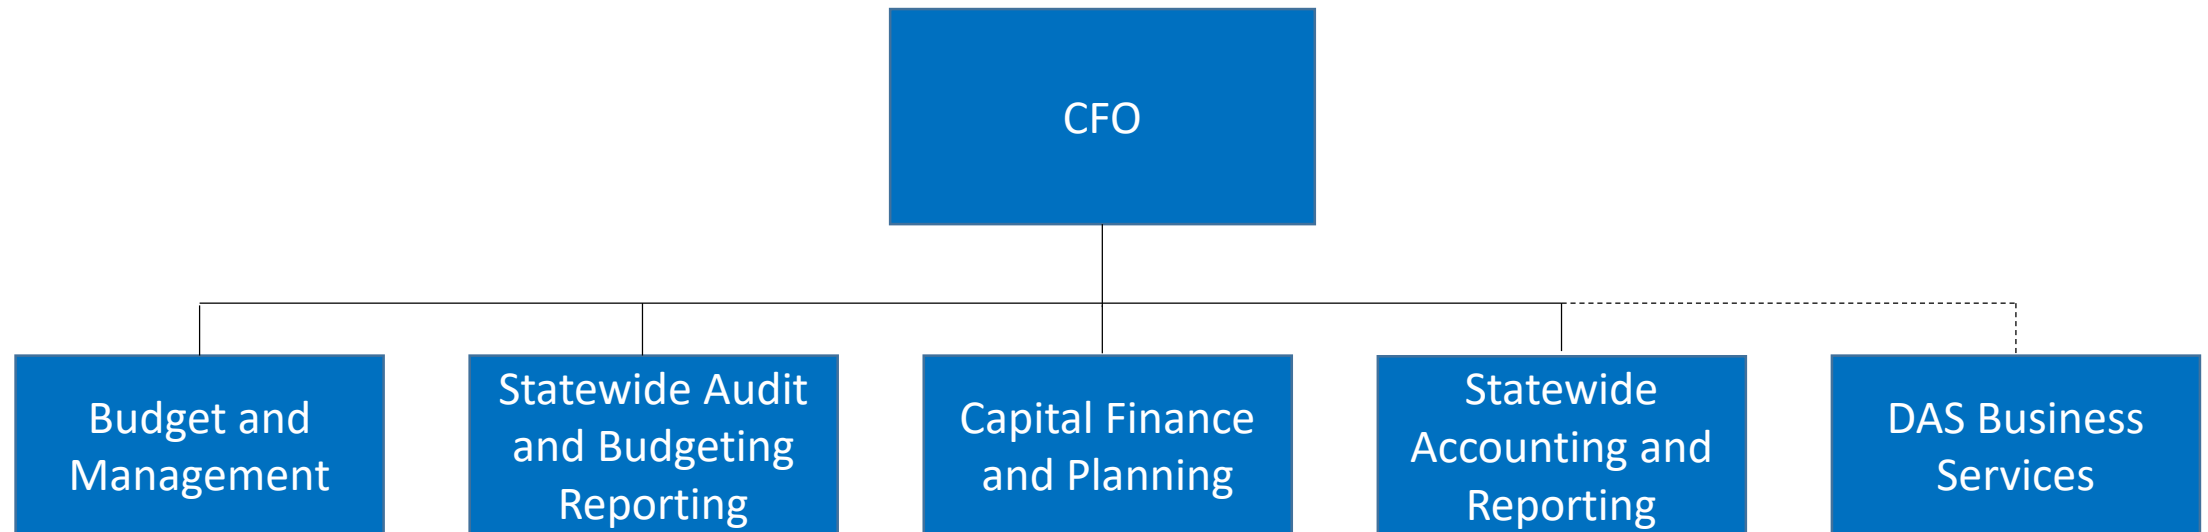 CFO
Budget and
Management
Statewide Audit
and Budgeting
Reporting
Capital Finance
and Planning
Statewide
Accounting and
Reporting
DAS Business
Services